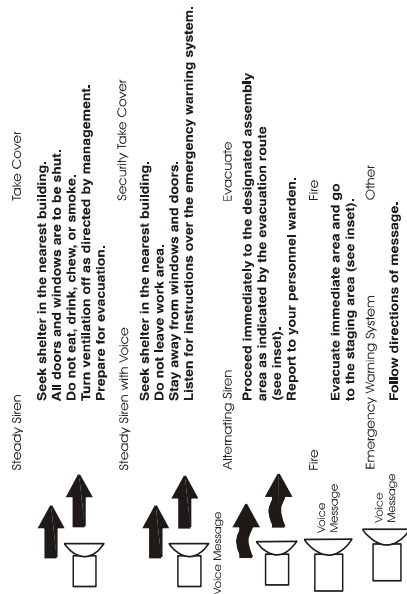 Steady Siren Take Cover
Seek shelter in the nearest building.
All doors and windows are to be shut.
Do not eat, drink, chew, or smoke.
Turn ventilation off as directed by management.
Prepare for evacuation.
Steady Siren with Voice Security Take Cover
Seek shelter in the nearest building.
Do not leave work area.
Stay away from windows and doors.
Listen for instructions over the emergency warning system.
Voice Message
Alternating Siren Evacuate
Proceed immediately to the designated assembly
area as indicated by the evacuation route
(see inset).
Report to your personnel warden.
Fire Fire
Voice
Message
Evacuate immediate area and go
to the staging area (see inset).
Emergency Warning System Other
Voice
Message
Follow directions of message.